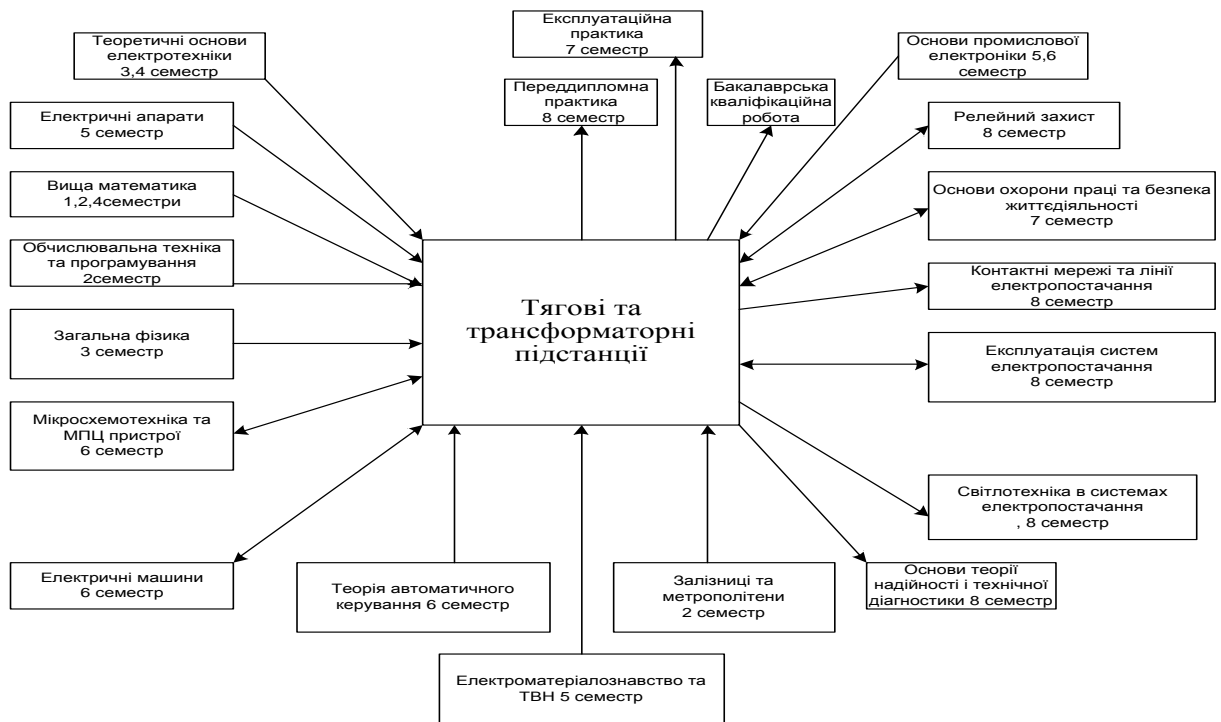 Експлуатаційна
практика
7 семестр
Теоретичні основи
електротехніки
3,4 семестр
Основи промислової
електроніки 5,6
семестр
Переддипломна
практика
8 семестр
Бакалаврська
кваліфікаційна
робота
Електричні апарати
5 семестр
Релейний захист
8 семестр
Вища математика
1,2,4семестри
Основи охорони праці та безпека
життєдіяльності
7 семестр
Обчислювальна техніка
та програмування
2семестр
Контактні мережі та лінії
електропостачання
8 семестр
Тягові та
трансформаторні
підстанції
Загальна фізика
3 семестр
Експлуатація систем
електропостачання
8 семестр
Мікросхемотехніка та
МПЦ пристрої
6 семестр
Світлотехніка в системах
електропостачання
, 8 семестр
Електричні машини
6 семестр
Теорія автоматичного
керування 6 семестр
Залізниці та
метрополітени
2 семестр
Основи теорії
надійності і технічної
діагностики 8 семестр
Електроматеріалознавство та
ТВН 5 семестр